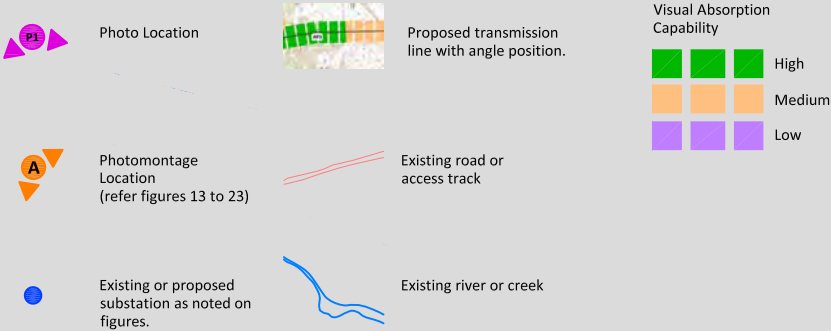 P1
Photo Location
Proposed transmission
line with angle position.
Visual Absorption
Capability
High
Medium
Low
A
Photomontage
Location
(refer figures 13 to 23)
Existing road or
access track
Existing or proposed
substation as noted on
figures.
Existing river or creek